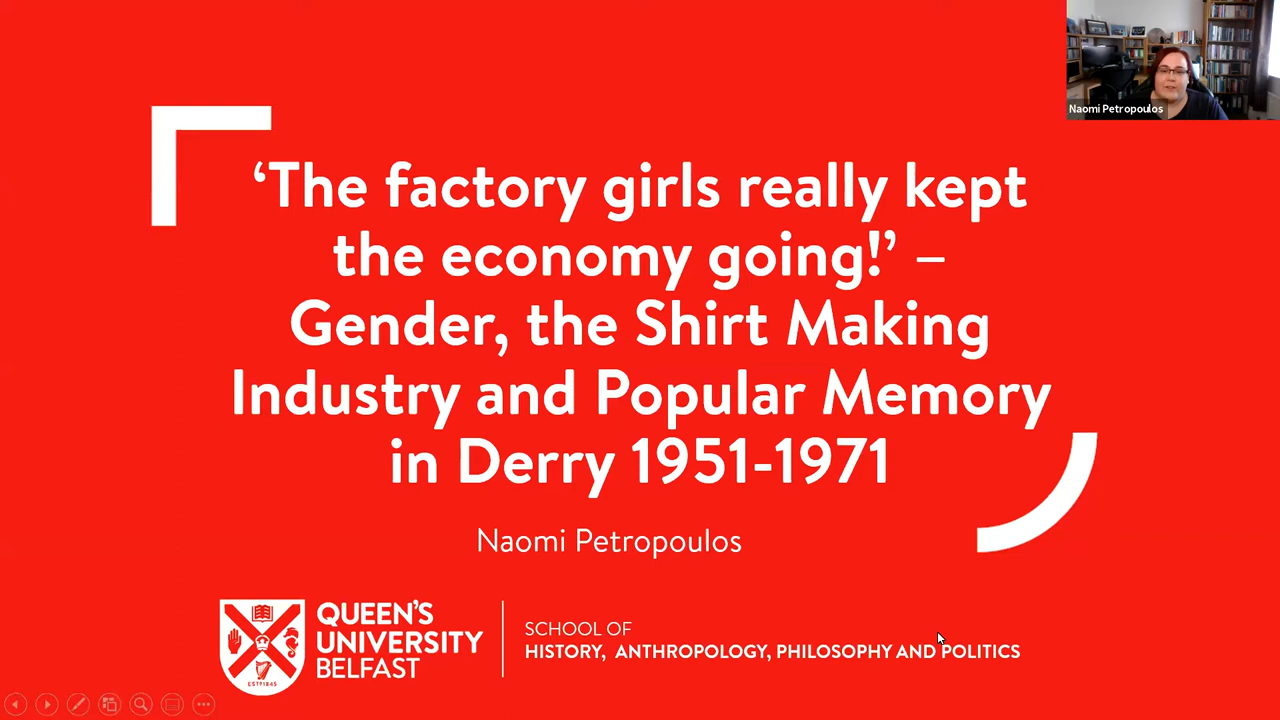 Naomi Petropoulos
‘The factory girls really kept
the economy going!’ –
Gender, the Shirt Making
Industry and Popular Memory
in Derry 1951-1971
Naomi Petropoulos
QUEEN’S
UNIVERSITY
BELFAST
ESTD1845
SCHOOL OF
HISTORY, ANTHROPOLOGY, PHILOSOPHY AND POLITICS